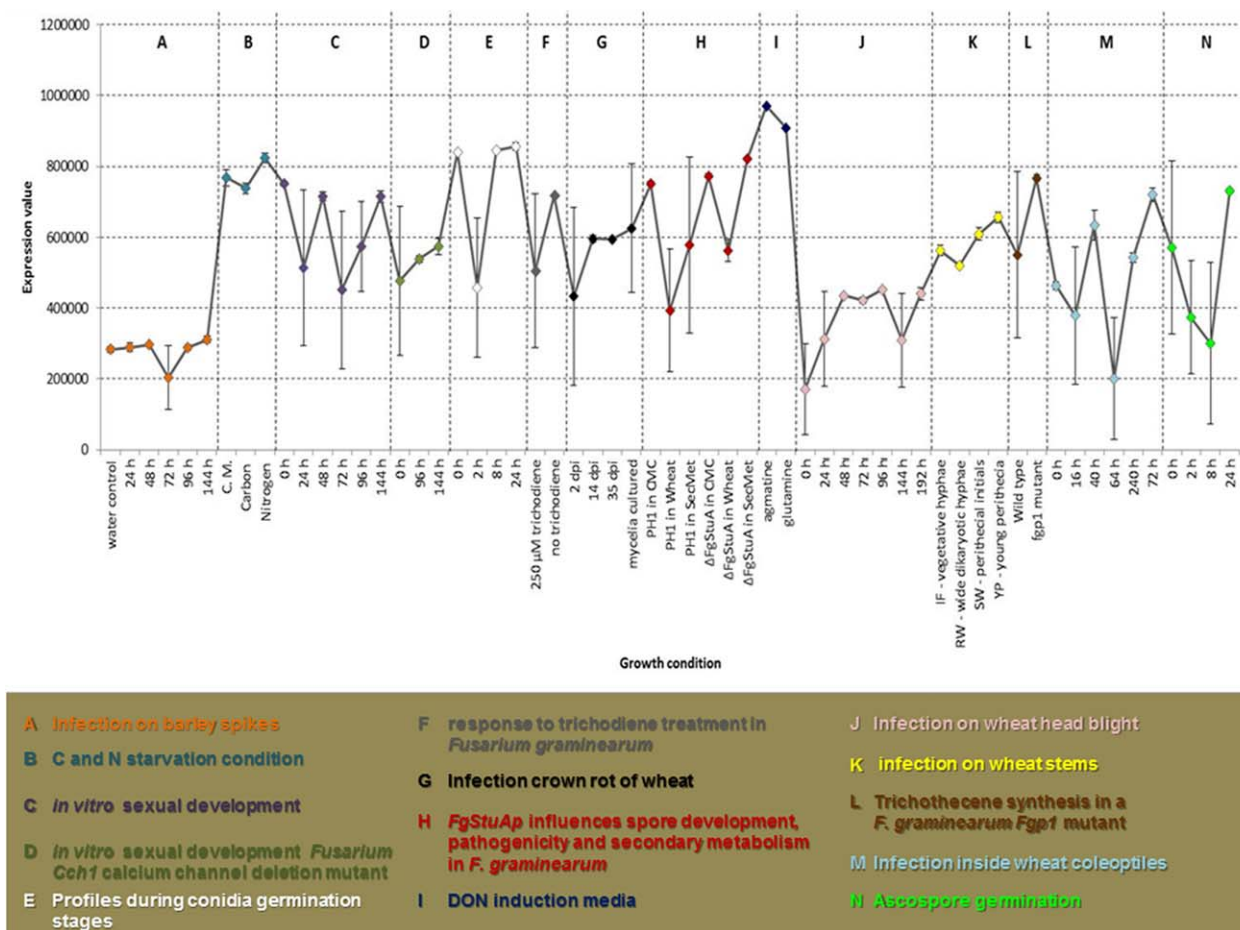 1200000
1000000
800000
600000
400000
200000
0
Expression value
A B C D E F G H I J K L M N
water control
24 h
48 h
72 h
96 h
144 h
C. M.
Carbon
Nitrogen
0 h
24 h
48 h
72 h
96 h
144 h
0 h
96 h
144 h
0 h
2 h
8 h
24 h
250 µM trichodiene
no trichodiene
2 dpi
14 dpi
35 dpi
mycelia cultured
PH1 in CMC
PH1 in Wheat
PH1 in SecMet
ΔFgStuA in CMC
ΔFgStuA in Wheat
ΔFgStuA in SecMet
agmatine
glutamine
0 h
24 h
48 h
72 h
96 h
144 h
192 h
IF - vegetative hyphae
RW - wide dikaryotic hyphae
SW - perithecial initials
YP - young perithecia
Wild type
fgp1 mutant
0 h
16 h
40 h
64 h
240 h
72 h
0 h
2 h
8 h
24 h
Growth condition
A Infection on barley spikes
B C and N starvation condition
C In vitro sexual development
D In vitro sexual development Fusarium
Cch1 calcium channel deletion mutant
E Profiles during conidia germination
stages
F response to trichodiene treatment in
Fusarium graminearum
G Infection crown rot of wheat
H FgStuAp influences spore development,
pathogenicity and secondary metabolism
in F. graminearum
I DON induction media
J Infection on wheat head blight
K infection on wheat stems
L Trichothecene synthesis in a
F. graminearum Fgp1 mutant
M Infection inside wheat coleoptiles
N Ascospore germination